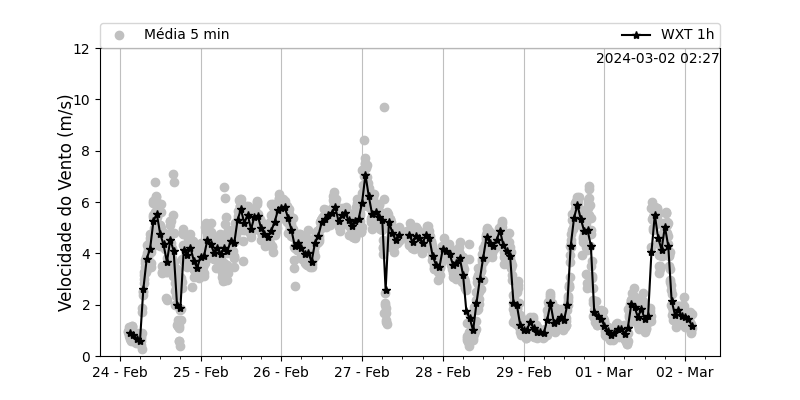 Média 5 min
WXT 1h
2024-03-02 02:27
Velocidade do Vento (m/s)
12
10
8
6
4
2
0
24 - Feb
25 - Feb
26 - Feb
27 - Feb
28 - Feb
29 - Feb
01 - Mar
02 - Mar